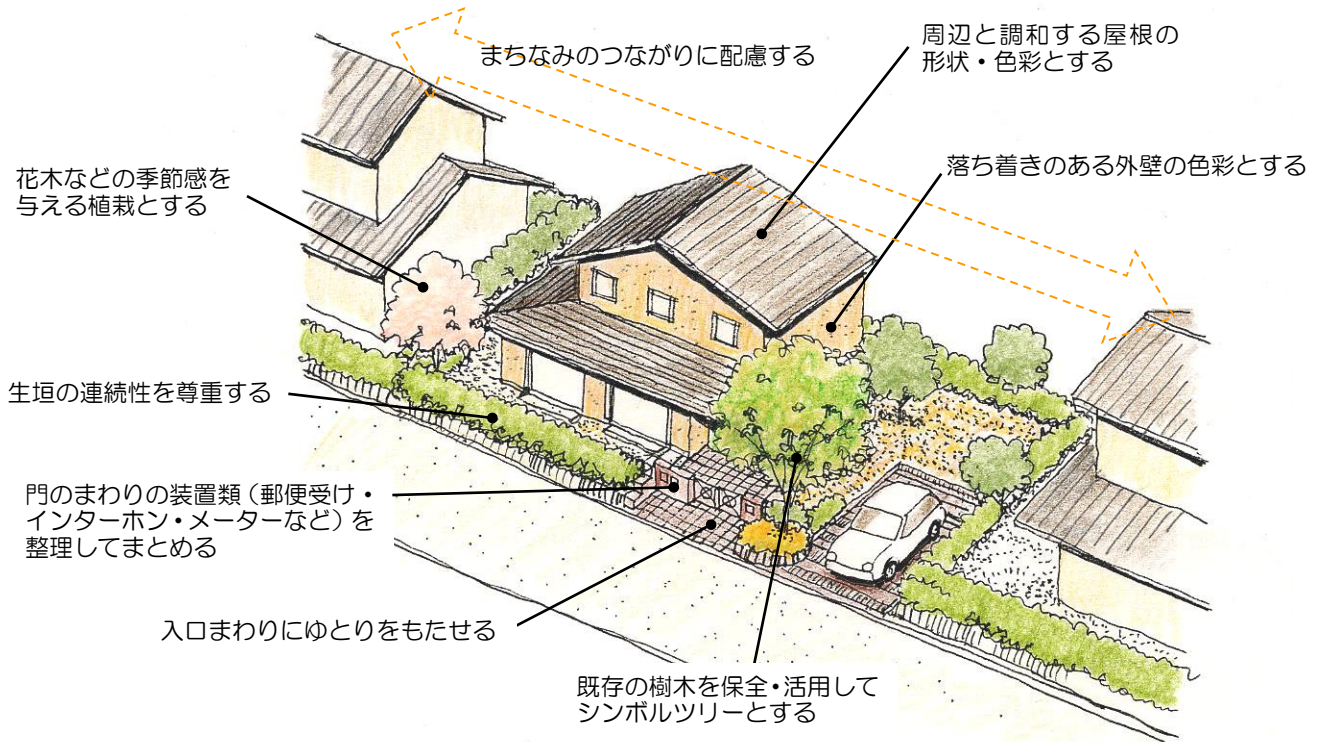 まちなみのつながりに配慮する
周辺と調和する屋根の
形状・色彩とする
落ち着きのある外壁の色彩とする
花木などの季節感を
与える植栽とする
生垣の連続性を尊重する
門のまわりの装置類（郵便受け・
インターホン・メーターなど）を
整理してまとめる
入口まわりにゆとりをもたせる
既存の樹木を保全・活用して
シンボルツリーとする